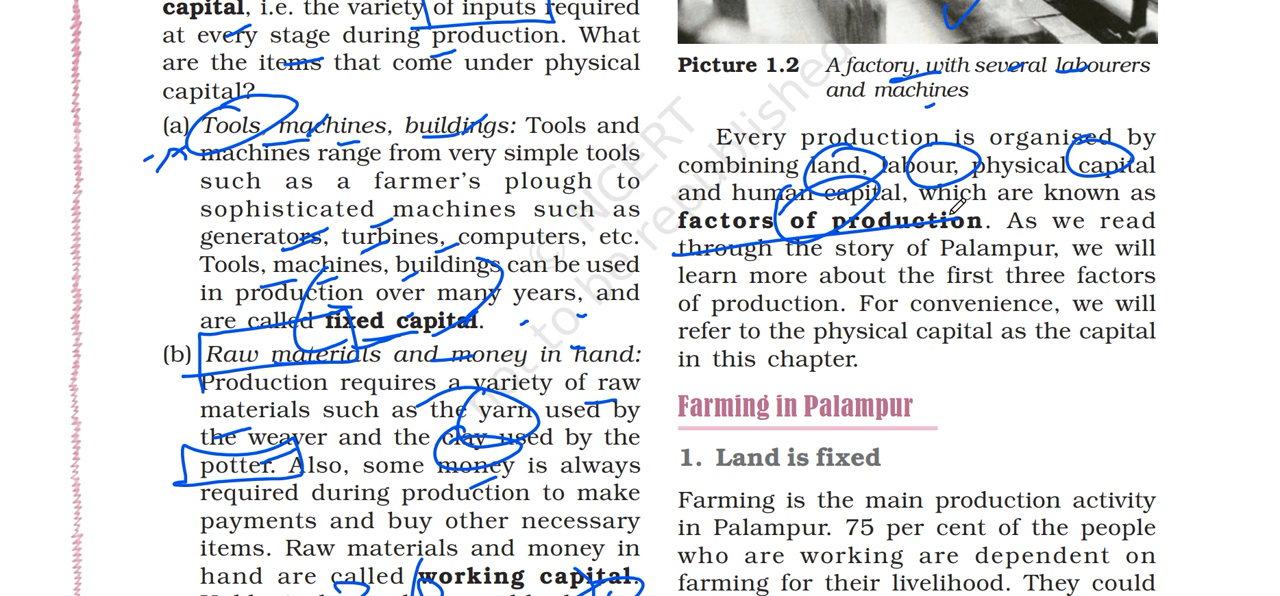 capital, i.e. the variety of inputs required
at every stage during production. What
are the items that come under physical
capital?
(a) Tools, machines, buildings: Tools and
machines range from very simple tools
such as a farmer's plough to
sophisticated machines such as
generators, turbines, computers, etc.
Tools, machines, buildings can be used
in production over many years, and
are called fixed capital.
(b) Raw materials and money in hand:
Production requires a variety of raw
materials such as the yarn used by
the weaver and the clay used by the
potter. Also, some money is always
required during production to make
payments and buy other necessary
items. Raw materials and money in
hand are called working capital.
Picture 1.2 A factory, with several labourers
and machines
Every production is organised by
combining land, labour, physical capital
and human capital, which are known as
factors of production. As we read
through the story of Palampur, we will
learn more about the first three factors
of production. For convenience, we will
refer to the physical capital as the capital
in this chapter.
Farming in Palampur
1. Land is fixed
Farming is the main production activity
in Palampur. 75 per cent of the people
who are working are dependent on
farming for their livelihood. They could
© NCERT
not to be republished